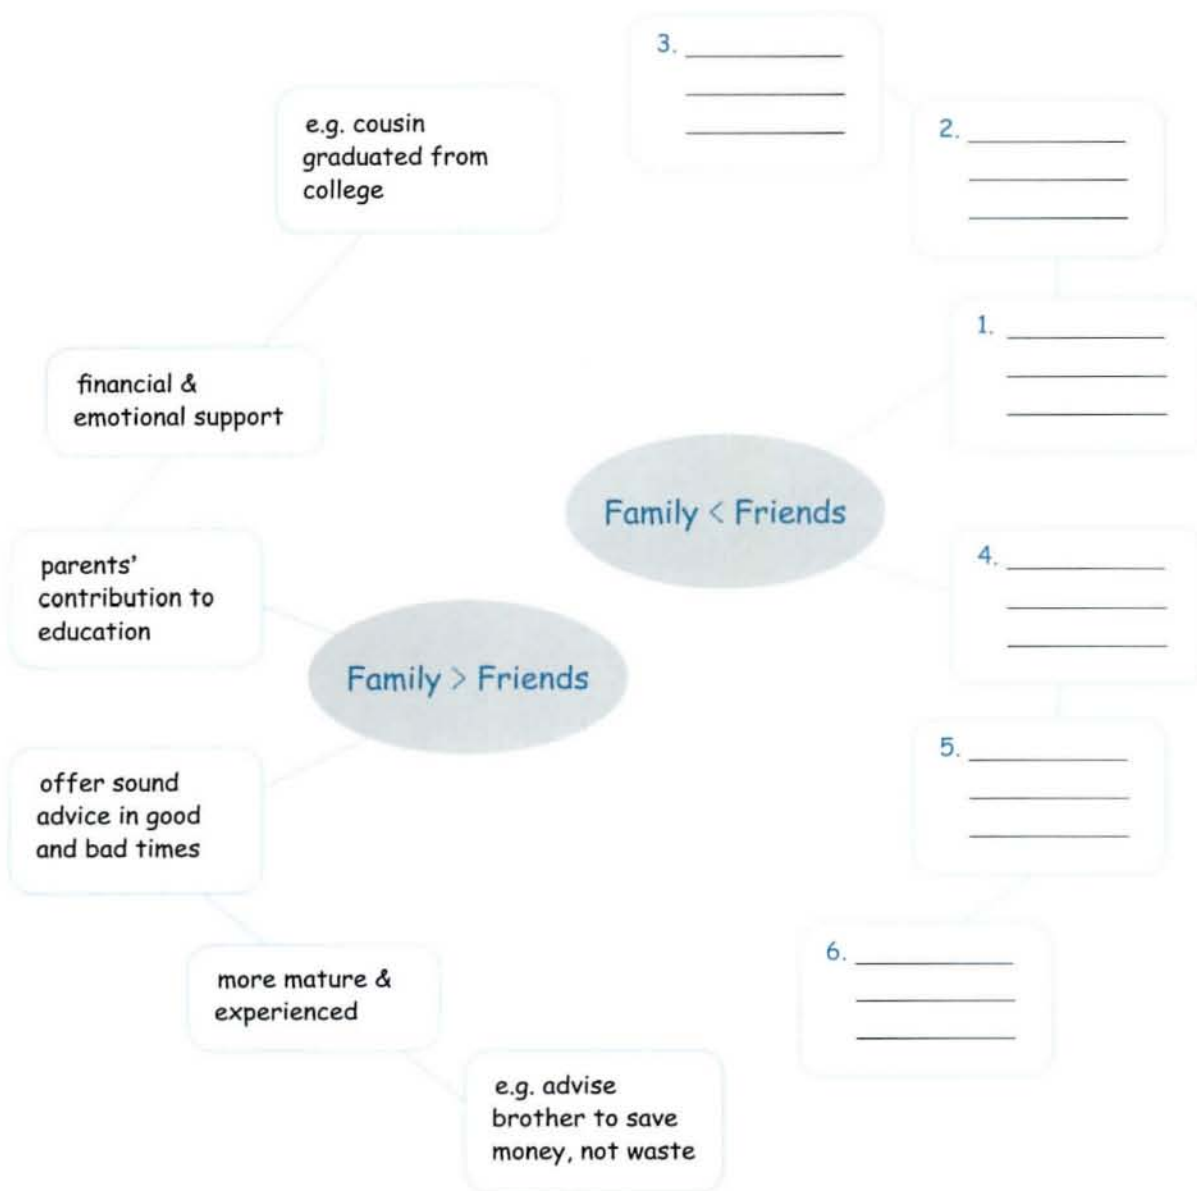 3.
e.g. cousin
graduated from
college
2.
1.
financial &
emotional support
Family < Friends
parents'
contribution to
education
4.
Family > Friends
5.
offer sound
advice in good
and bad times
6.
more mature &
experienced
e.g. advise
brother to save
money, not waste